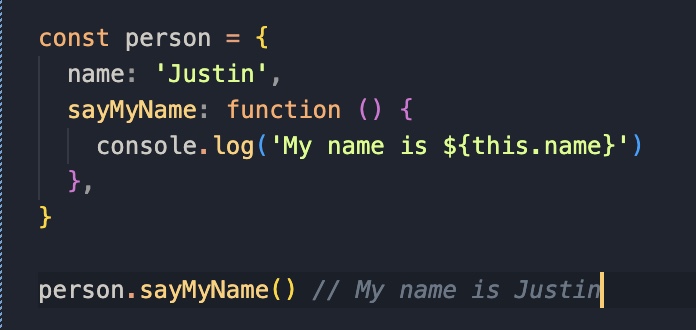 const person = {
  name: 'Justin',
  sayMyName: function () {
    console.log('My name is ${this.name}')
  },
}

person.sayMyName() // My name is Justin